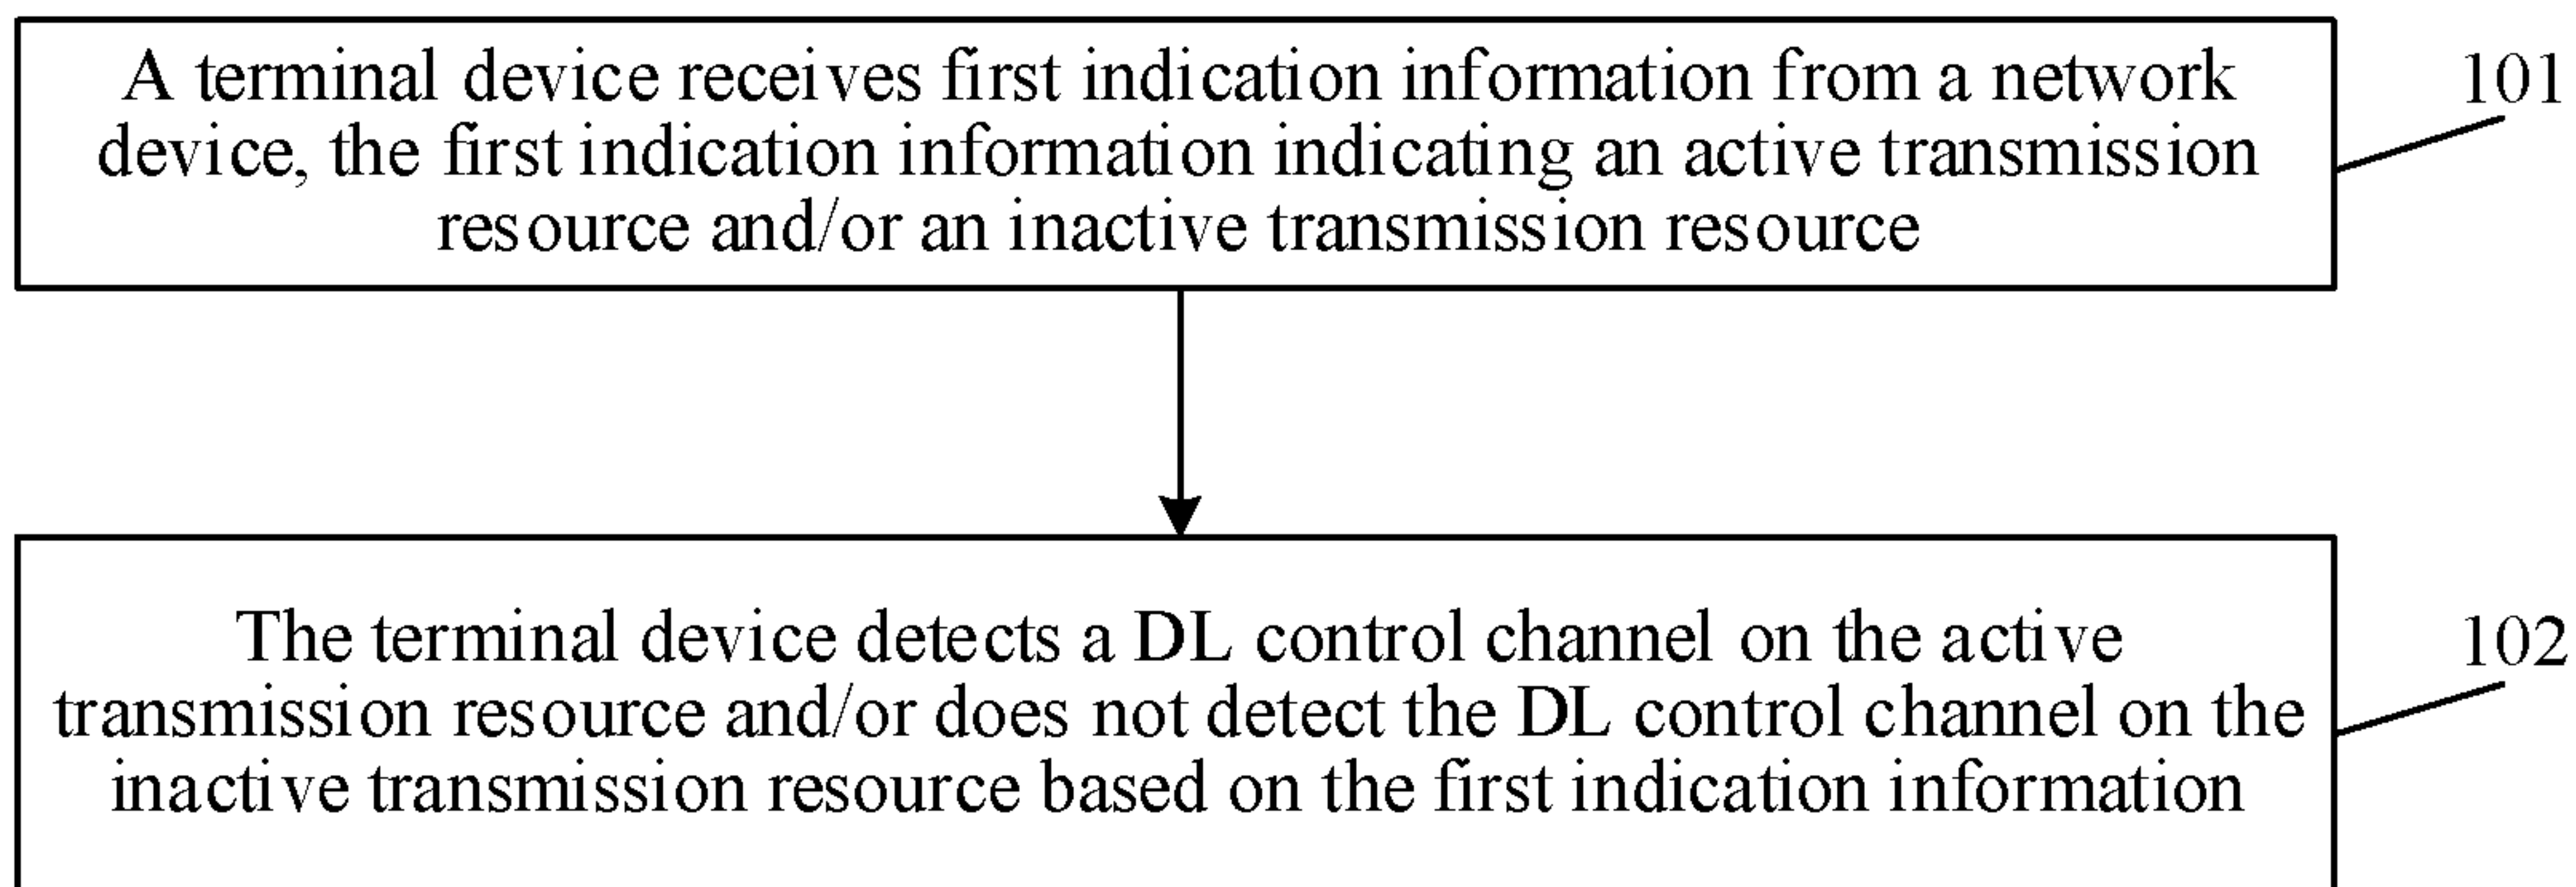 A terminal device receives first indication information from a network
device, the first indication information indicating an active transmission
resource and/or an inactive transmission resource
101
The terminal device detects a DL control channel on the active
transmission resource and/or does not detect the DL control channel on the
inactive transmission resource based on the first indication information
102